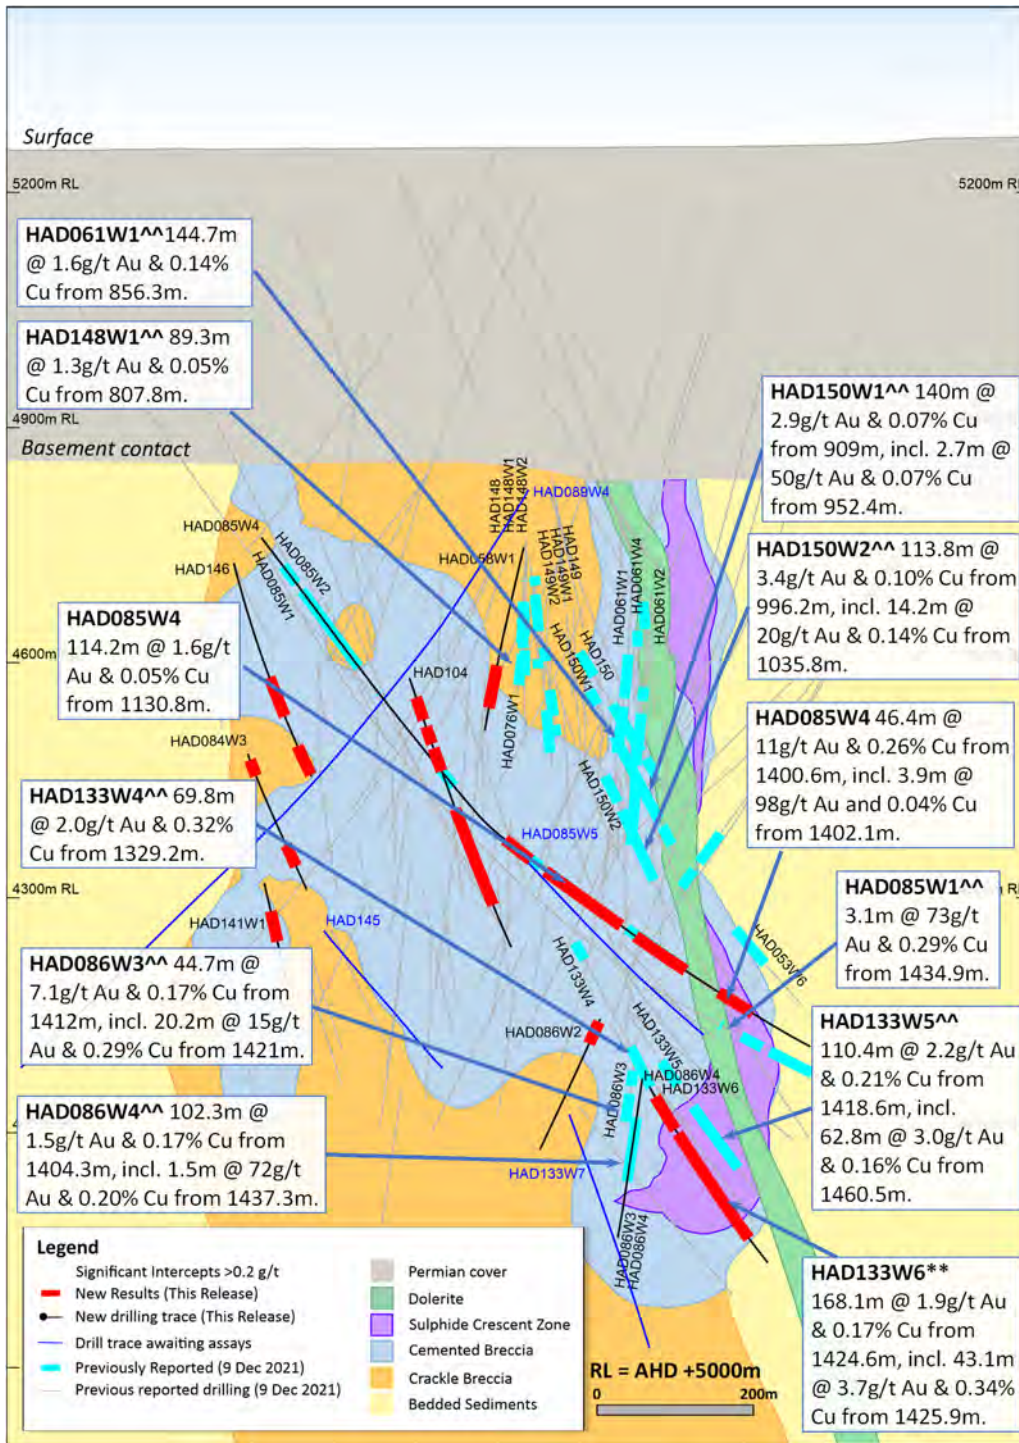 Surface
5200m RL
5200m RL
HAD061W1^^144.7m
@ 1.6g/t Au & 0.14%
Cu from 856.3m.
HAD148W1^^ 89.3m
@ 1.3g/t Au & 0.05%
Cu from 807.8m.
4900m RL
Basement contact
HAD150W1^^ 140m @
2.9g/t Au & 0.07% Cu
from 909m, incl. 2.7m @
50g/t Au & 0.07% Cu
from 952.4m.
HAD148
HAD148W1
HAD148W2
HAD089W4
HAD085W4
HAD085W2
HAD085W1
HAD146
HAD058W1
HAD149
HAD149W1
HAD149W2
HAD061W1
HAD061W4
HAD061W2
HAD150W2^^ 113.8m @
3.4g/t Au & 0.10% Cu from
996.2m, incl. 14.2m @
20g/t Au & 0.14% Cu from
1035.8m.
HAD085W4
114.2m @ 1.6g/t
Au & 0.05% Cu
from 1130.8m.
4600m
HAD104
HAD150
HAD150W1
HAD076W1
HAD085W4 46.4m @
11g/t Au & 0.26% Cu from
1400.6m, incl. 3.9m @
98g/t Au and 0.04% Cu
from 1402.1m.
HAD084W3
HAD133W4^^ 69.8m
@ 2.0g/t Au & 0.32%
Cu from 1329.2m.
HAD150W2
HAD085W5
4300m RL
HAD085W1^^
3.1m @ 73g/t
Au & 0.29% Cu
from 1434.9m.
HAD141W1
HAD145
HAD133W4
HAD053W6
HAD086W3^^ 44.7m @
7.1g/t Au & 0.17% Cu from
1412m, incl. 20.2m @ 15g/t
Au & 0.29% Cu from 1421m.
HAD086W2
HAD133W5
HAD086W4
HAD133W6
HAD086W3
HAD133W5^^
110.4m @ 2.2g/t Au
& 0.21% Cu from
1418.6m, incl.
62.8m @ 3.0g/t Au
& 0.16% Cu from
1460.5m.
HAD086W4^^ 102.3m @
1.5g/t Au & 0.17% Cu from
1404.3m, incl. 1.5m @ 72g/t
Au & 0.20% Cu from 1437.3m.
HAD133W7
HAD086W3
HAD086W4
HAD133W6**
168.1m @ 1.9g/t Au
& 0.17% Cu from
1424.6m, incl. 43.1m
@ 3.7g/t Au & 0.34%
Cu from 1425.9m.
Legend
Significant Intercepts >0.2 g/t
New Results (This Release)
New drilling trace (This Release)
Drill trace awaiting assays
Previously Reported (9 Dec 2021)
Previous reported drilling (9 Dec 2021)
Permian cover
Dolerite
Sulphide Crescent Zone
Cemented Breccia
Crackle Breccia
Bedded Sediments
RL = AHD +5000m
0
200m